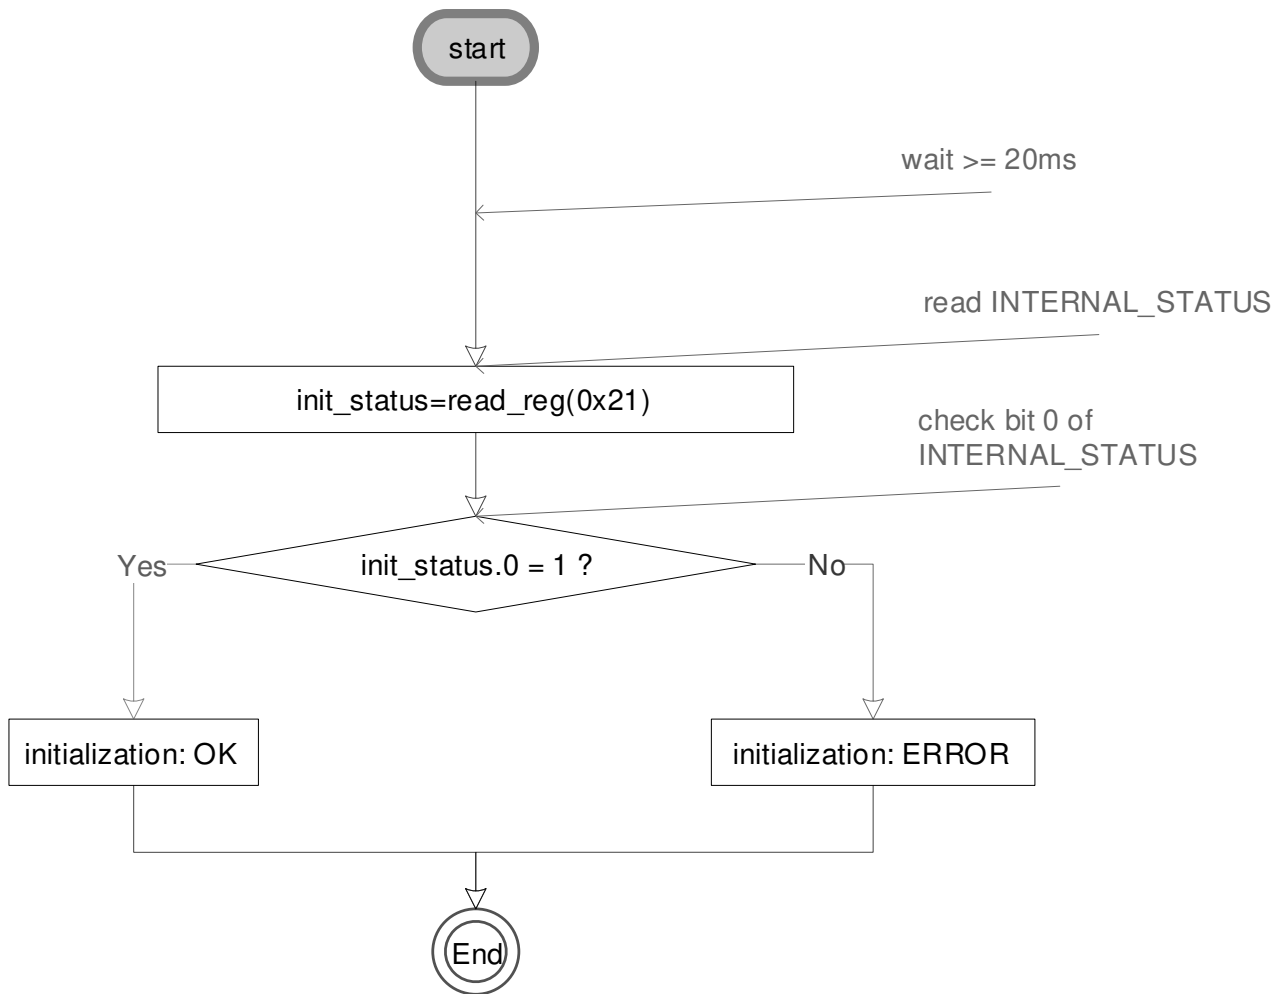 start
wait >= 20ms
read INTERNAL_STATUS
init_status=read_reg(0x21)
check bit 0 of
INTERNAL_STATUS
Yes
init_status.0 = 1 ?
No
initialization: OK
initialization: ERROR
End